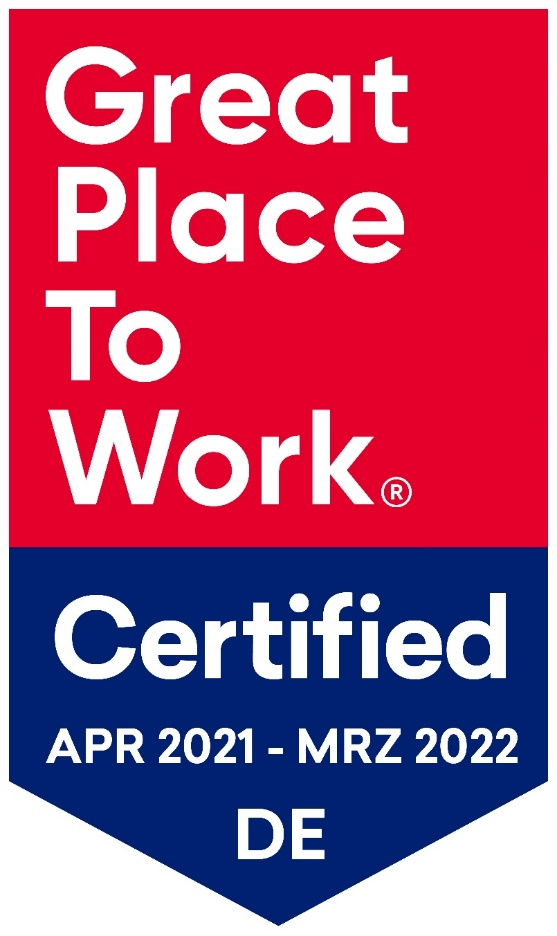 Great
Place
To
Work®
Certified
APR 2021 - MRZ 2022
DE